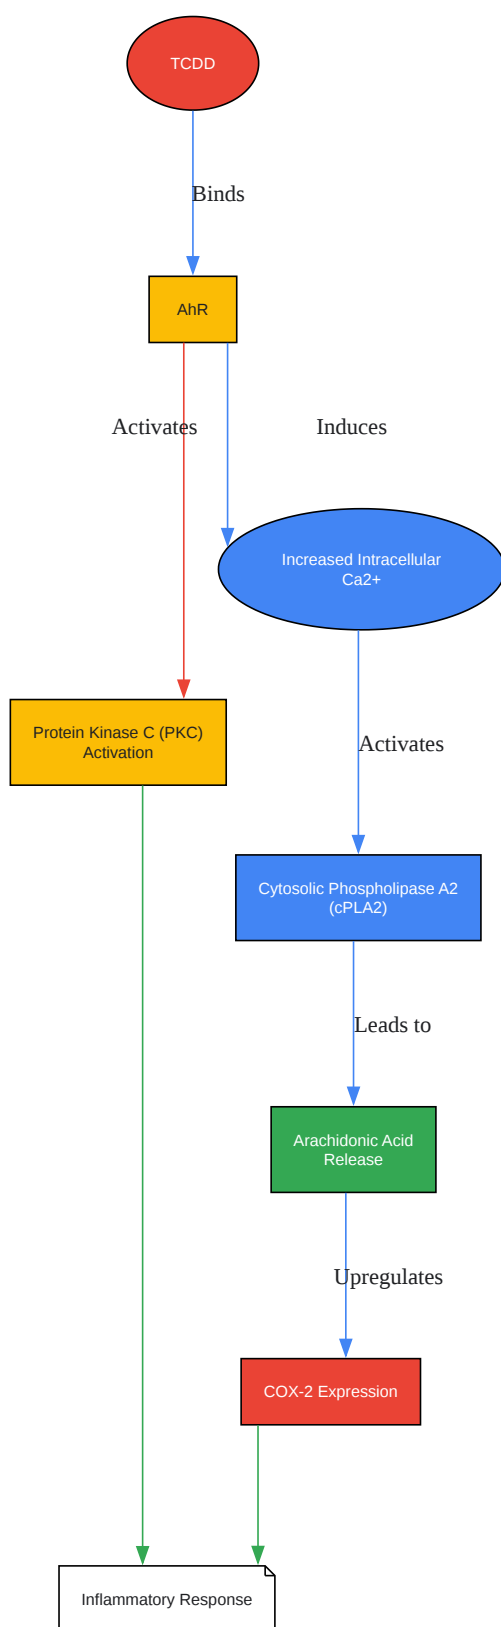 TCDD
Binds
AhR
Activates
Induces
Increased Intracellular
Ca2+
Protein Kinase C (PKC)
Activation
Activates
Cytosolic Phospholipase A2
(cPLA2)
Leads to
Arachidonic Acid
Release
Upregulates
COX-2 Expression
Inflammatory Response